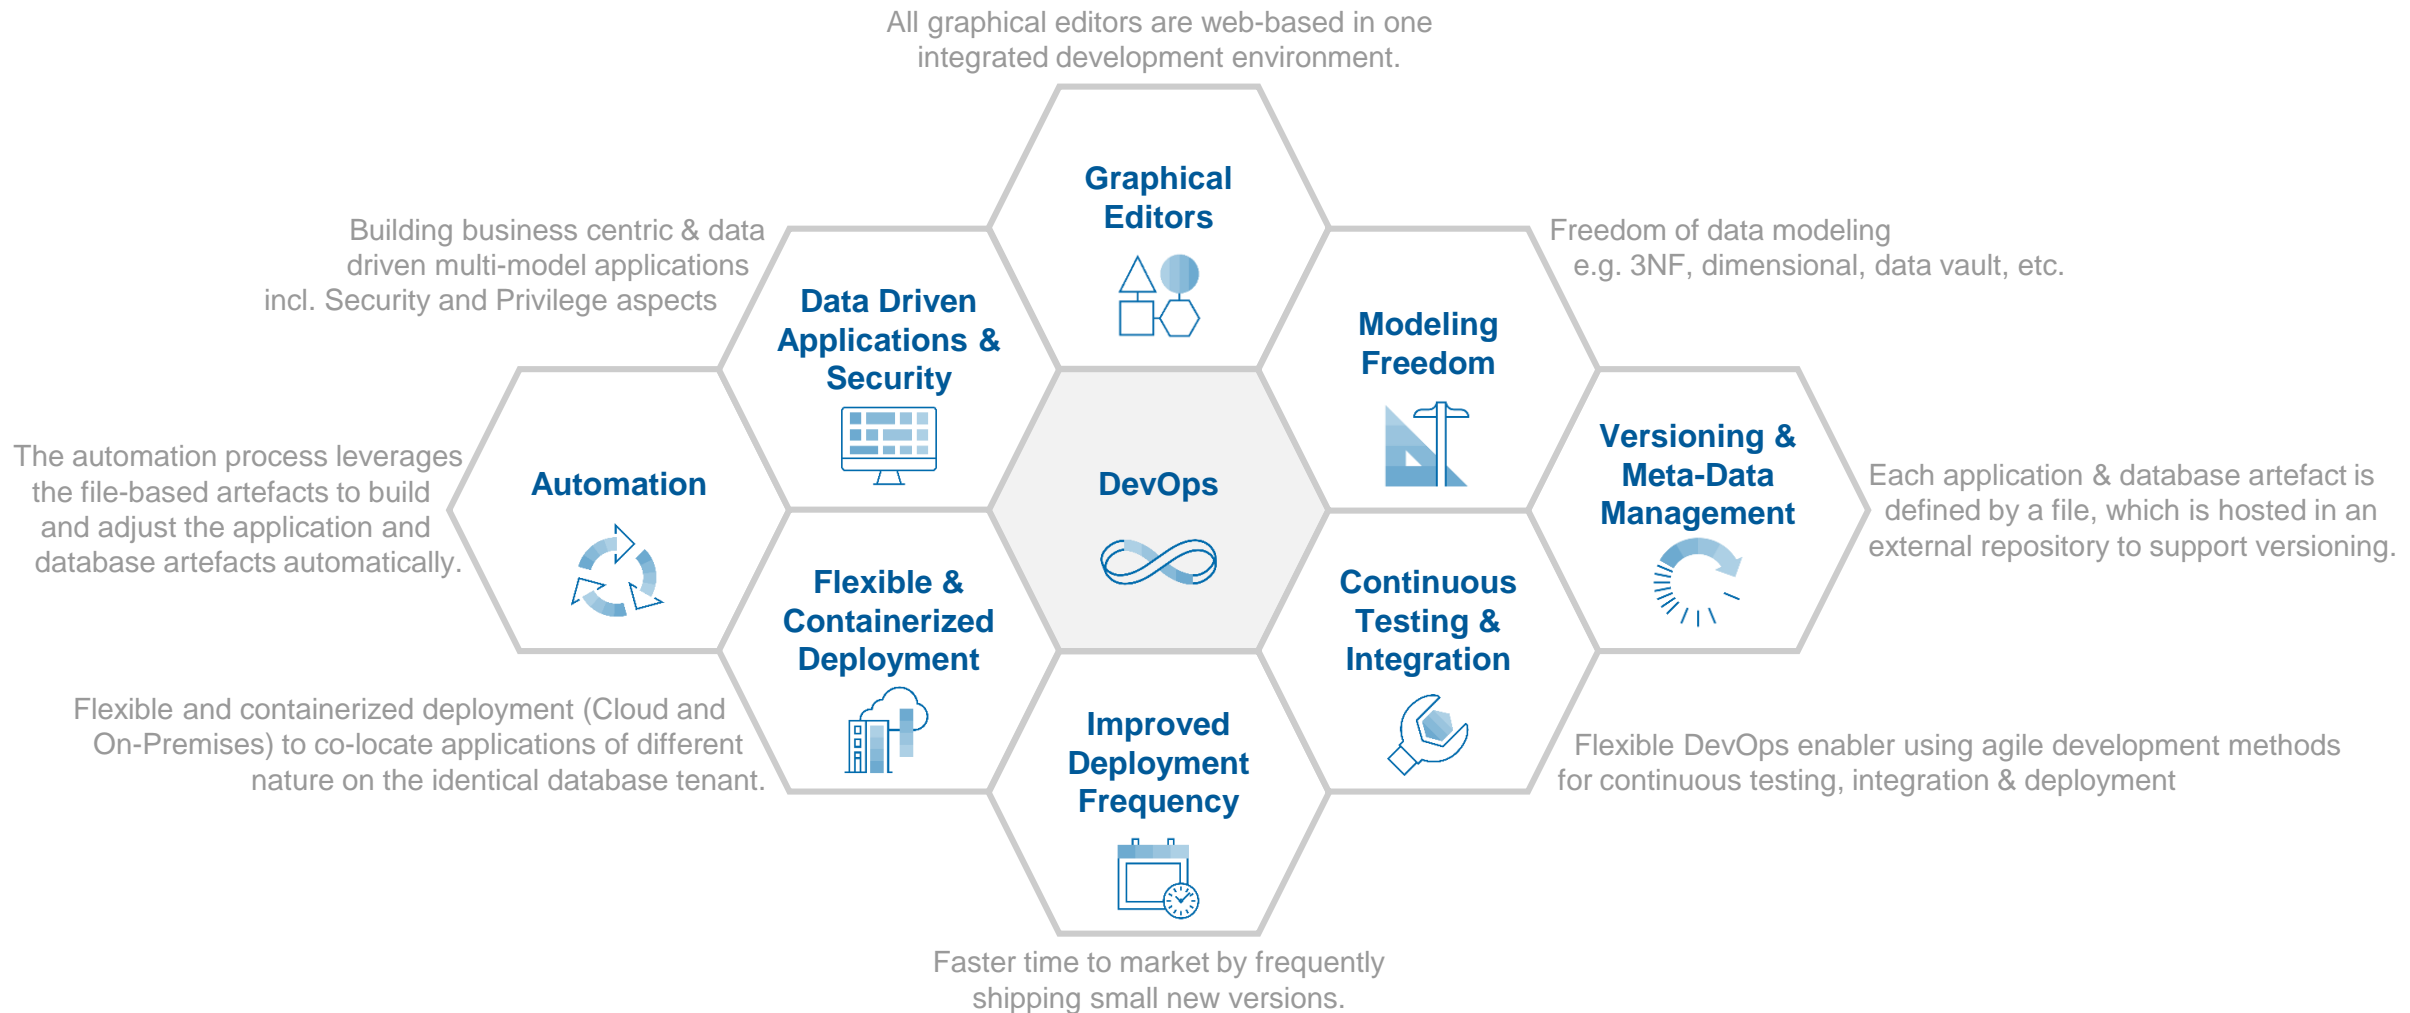 All graphical editors are web-based in one
integrated development environment.
Graphical
Editors
Building business centric & data
driven multi-model applications
incl. Security and Privilege aspects
Data Driven
Applications &
Security
Freedom of data modeling
e.g. 3NF, dimensional, data vault, etc.
Modeling
Freedom
The automation process leverages
the file-based artefacts to build
and adjust the application and
database artefacts automatically.
Automation
DevOps
Versioning &
Meta-Data
Management
Each application & database artefact is
defined by a file, which is hosted in an
external repository to support versioning.
Flexible and containerized deployment (Cloud and
On-Premises) to co-locate applications of different
nature on the identical database tenant.
Flexible &
Containerized
Deployment
Continuous
Testing &
Integration
Flexible DevOps enabler using agile development methods
for continuous testing, integration & deployment
Improved
Deployment
Frequency
Faster time to market by frequently
shipping small new versions.